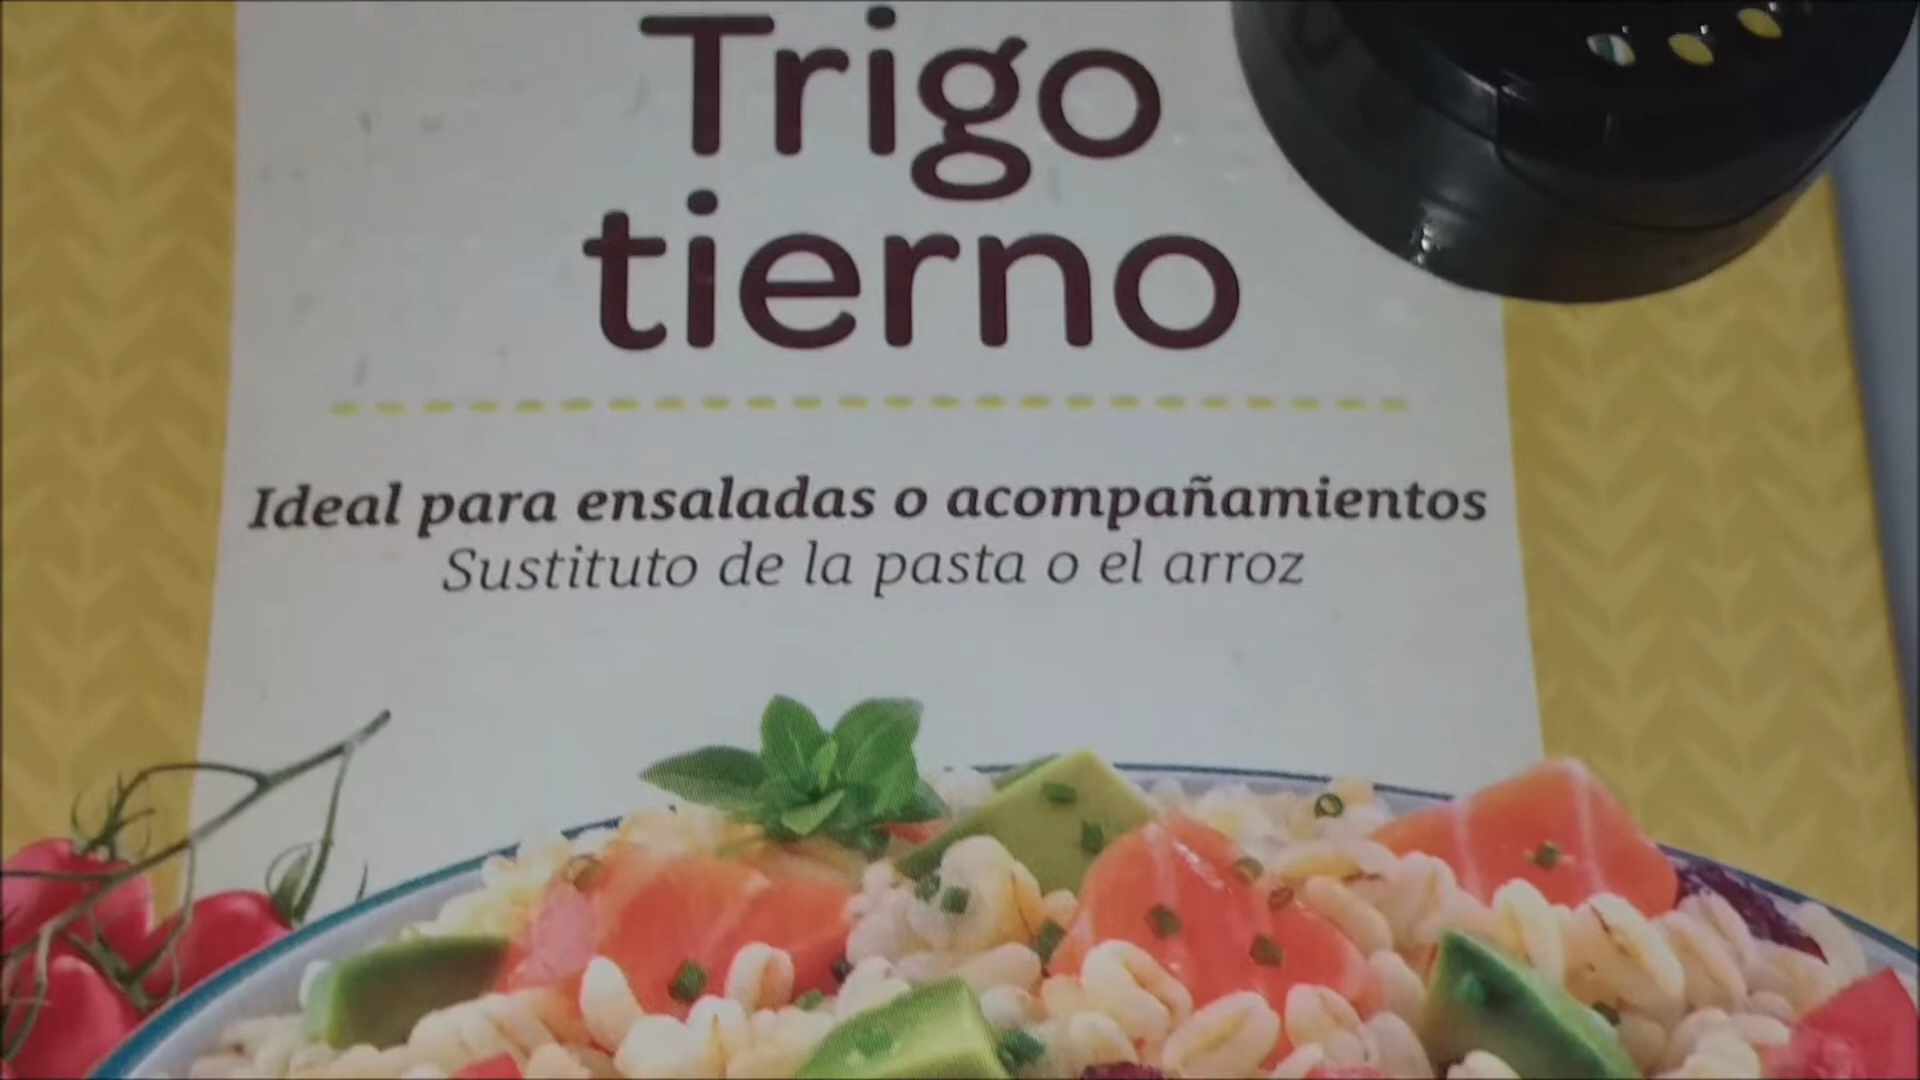 Trigo
tierno
Ideal para ensaladas o acompañamientos
Sustituto de la pasta o el arroz